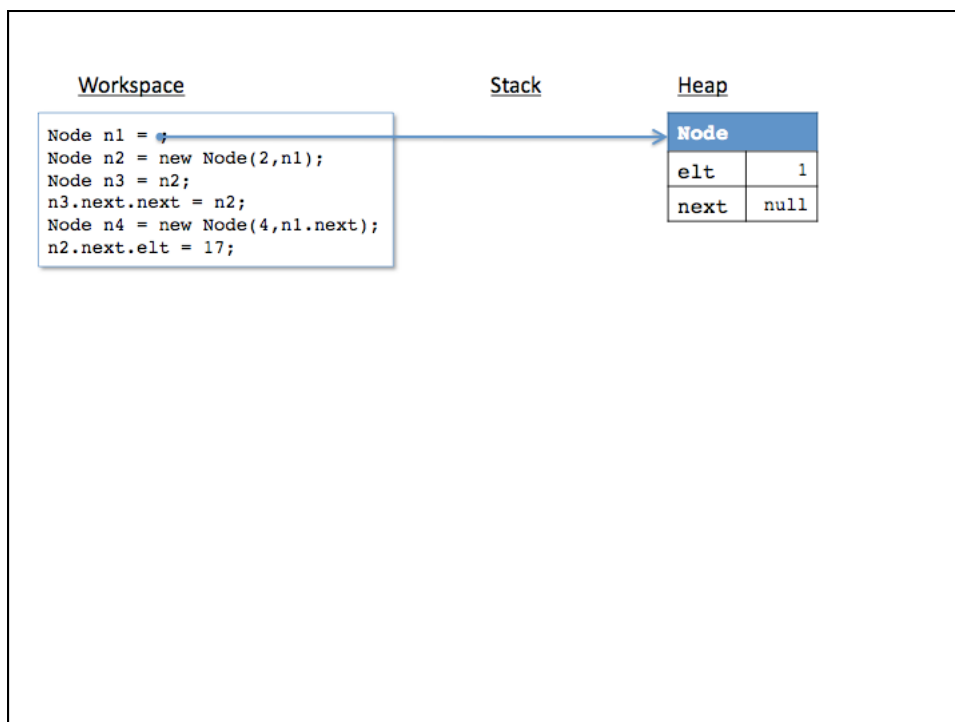 Workspace Stack Heap
Node n1 = ;
Node n2 = new Node(2,n1);
Node n3 = n2;
n3.next.next = n2;
Node n4 = new Node(4,n1.next);
n2.next.elt = 17;
Node
elt 1
next null